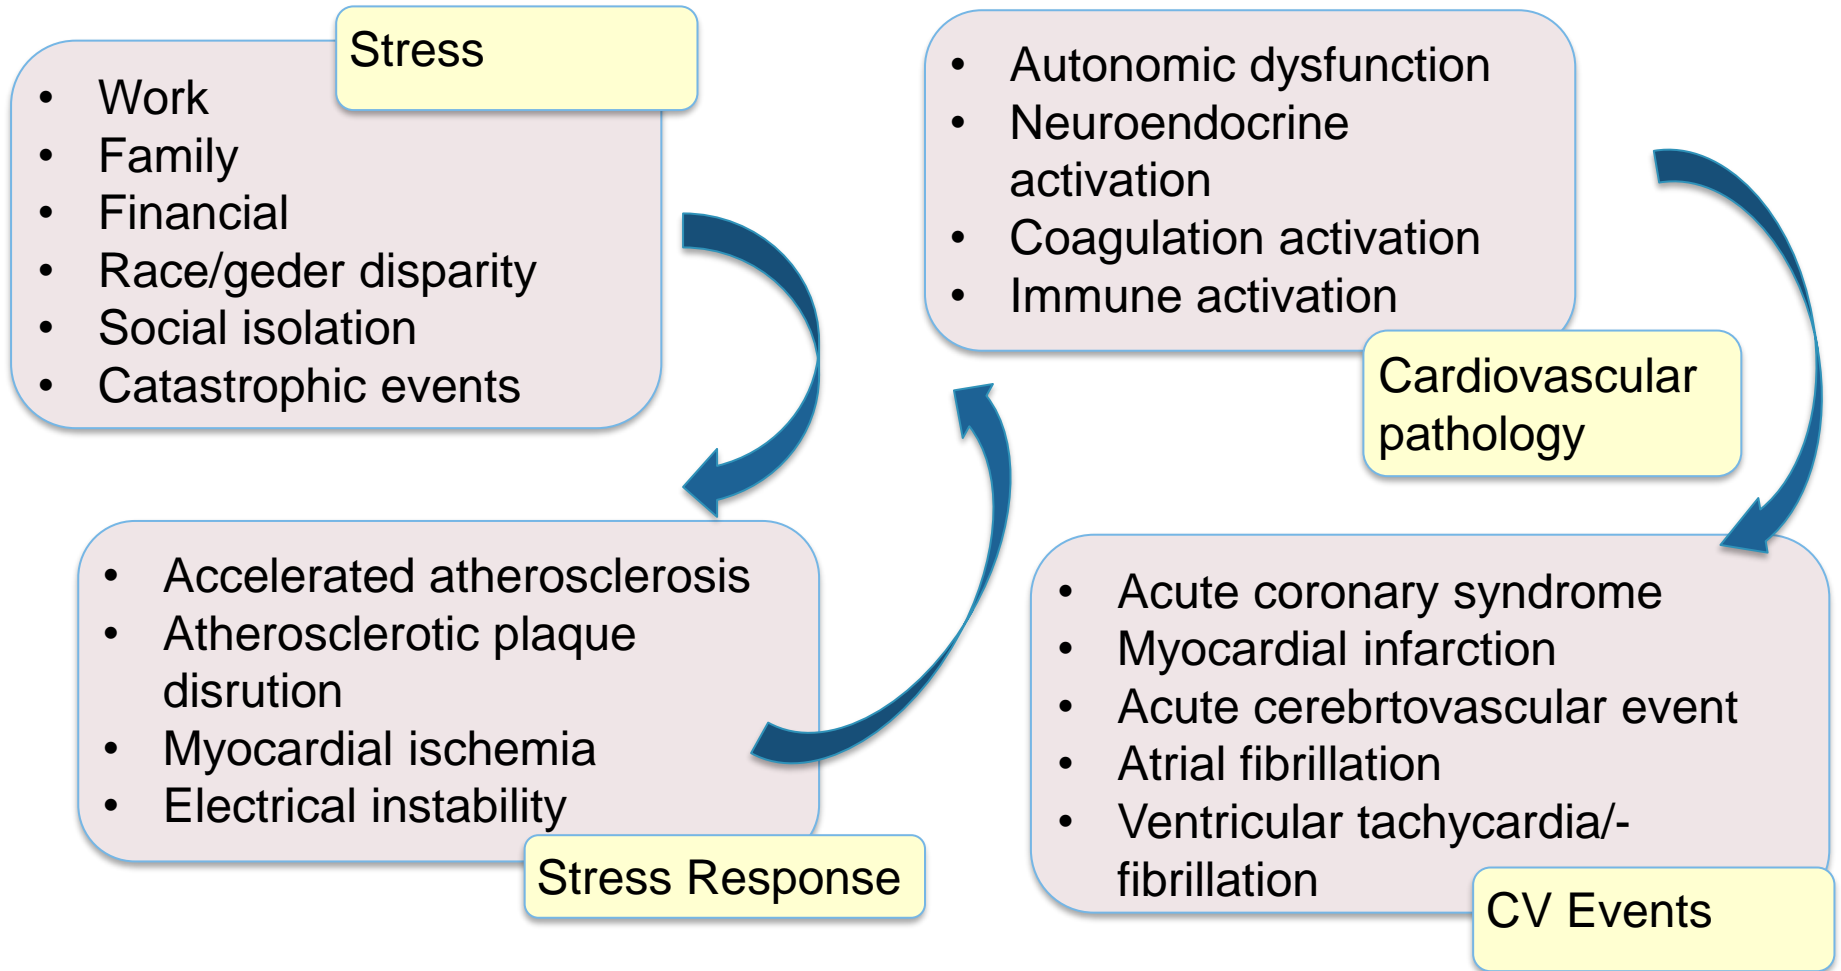 Stress
• Work
• Family
• Financial
• Race/geder disparity
• Social isolation
• Catastrophic events
• Accelerated atherosclerosis
• Atherosclerotic plaque
disrution
• Myocardial ischemia
• Electrical instability
Stress Response
• Autonomic dysfunction
• Neuroendocrine
activation
• Coagulation activation
• Immune activation
Cardiovascular
pathology
• Acute coronary syndrome
• Myocardial infarction
• Acute cerebrtovascular event
• Atrial fibrillation
• Ventricular tachycardia/-
fibrillation
CV Events